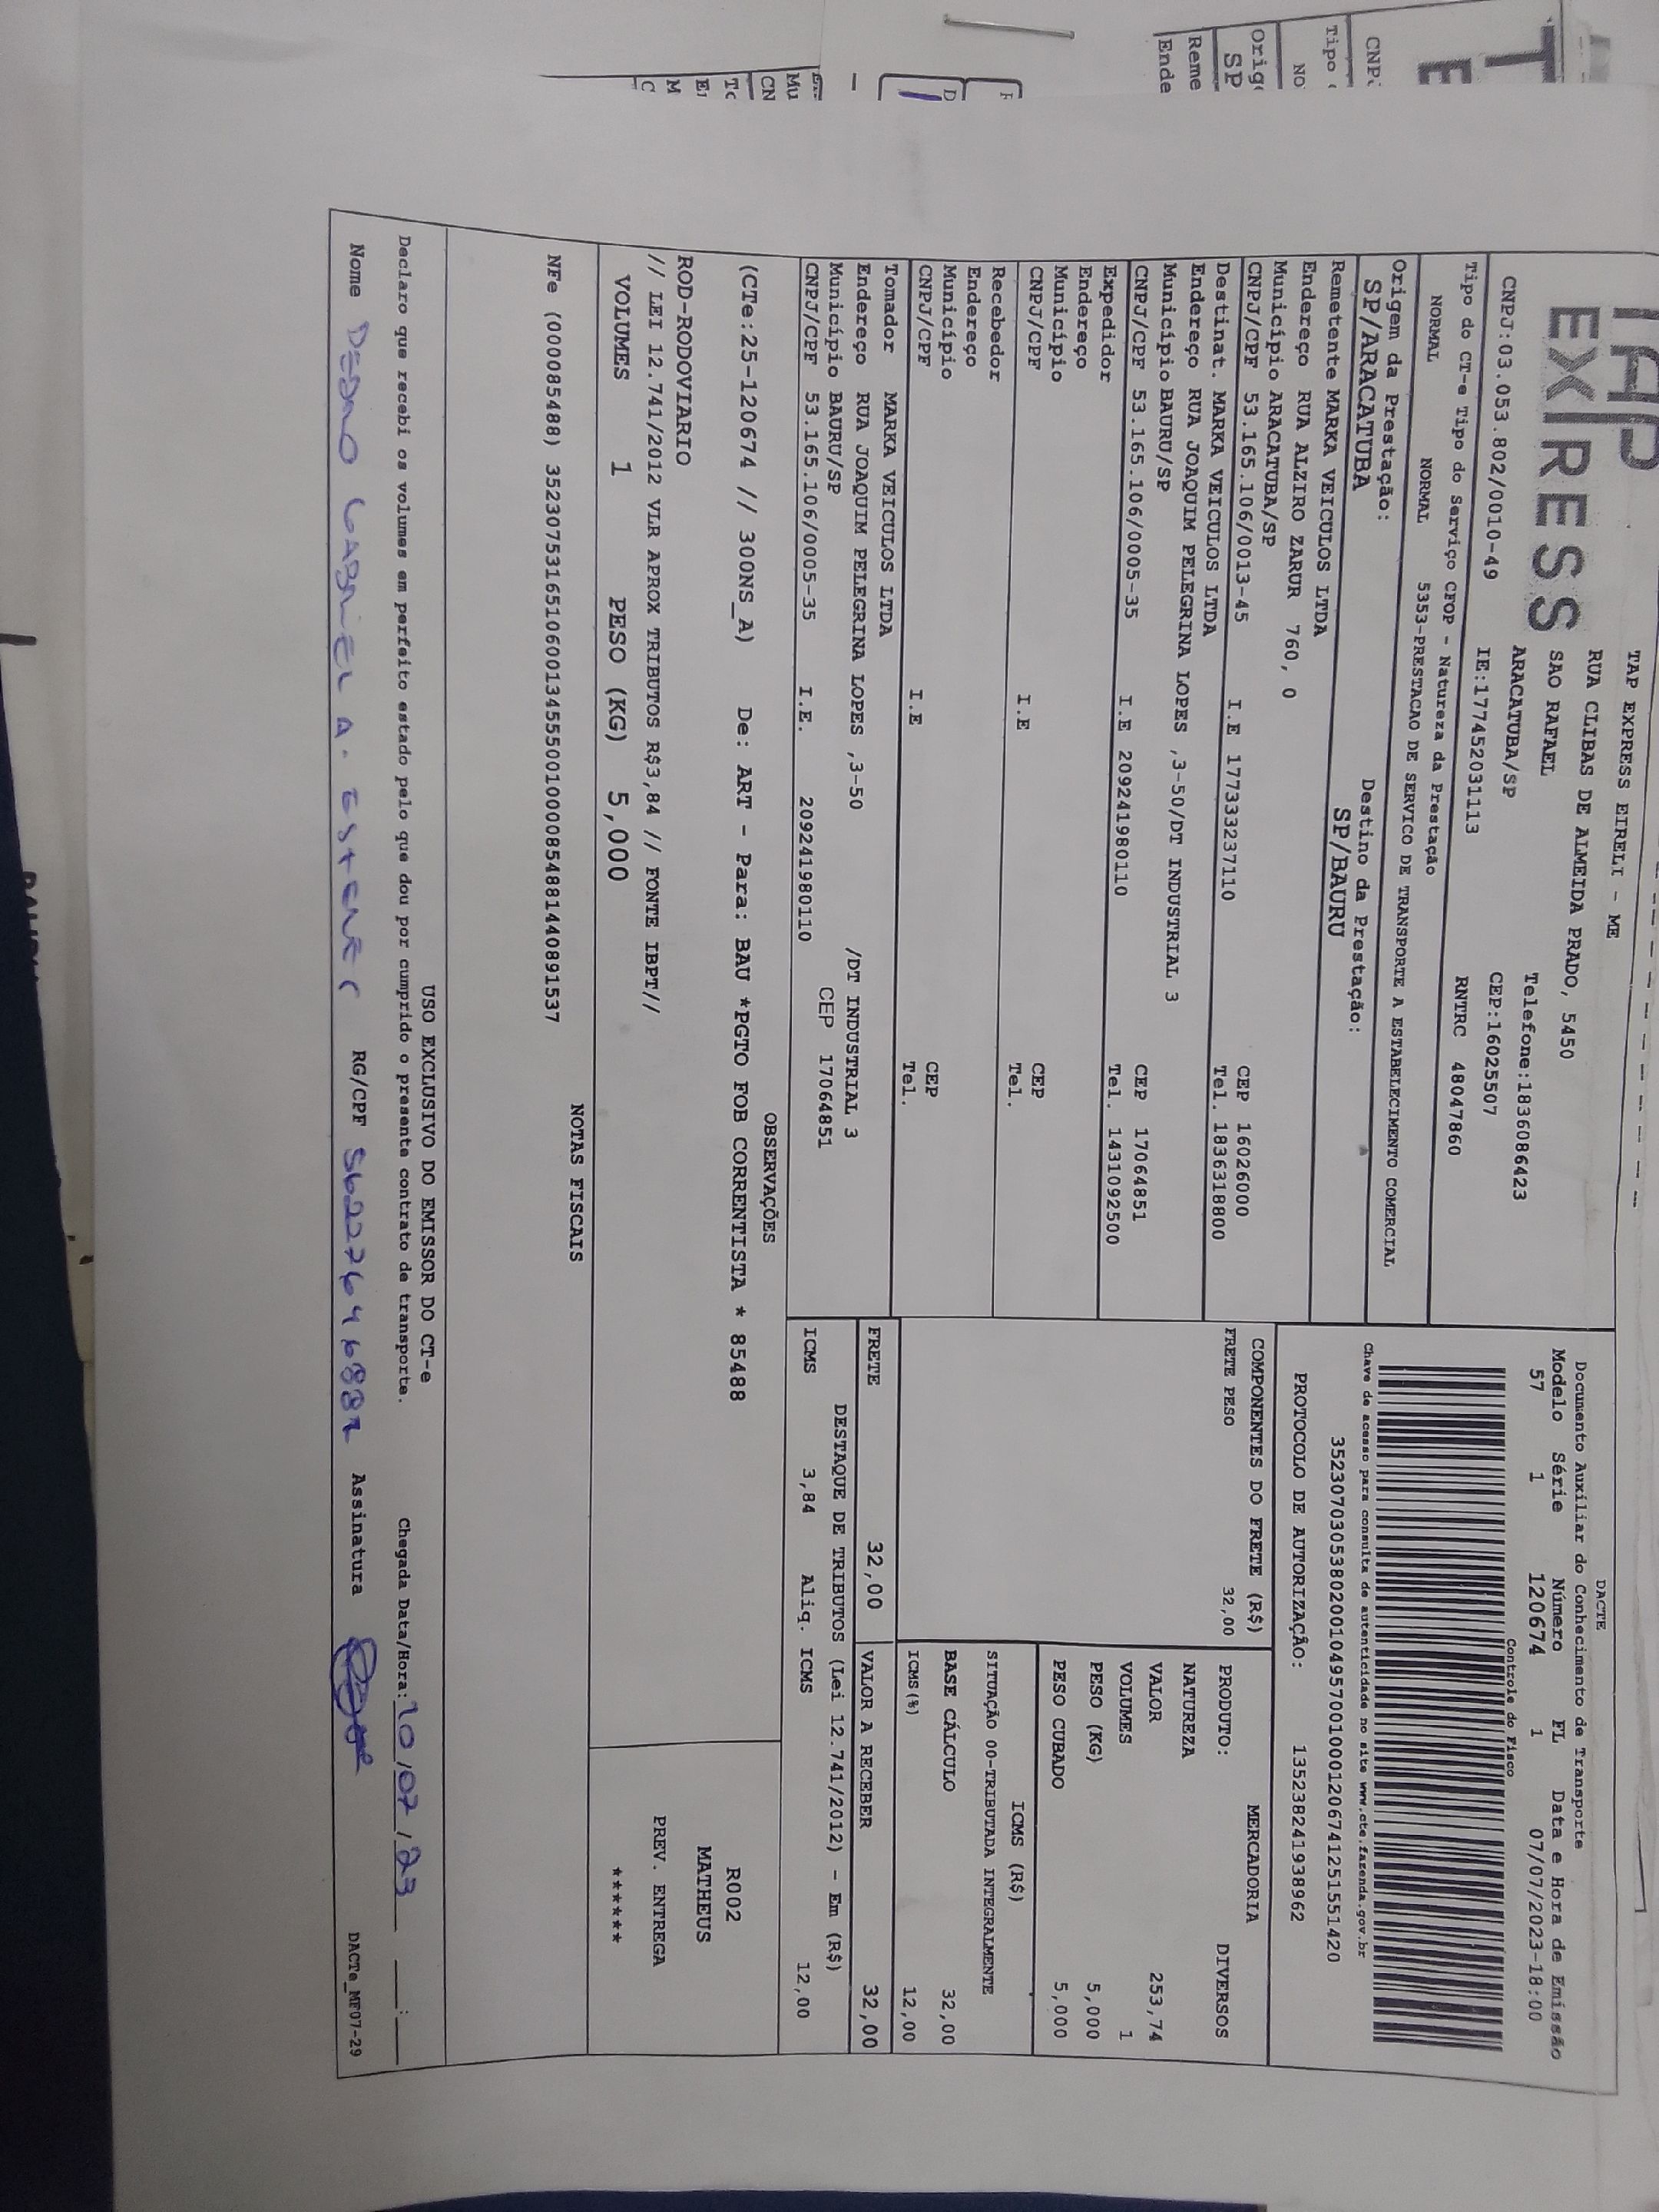 TAP
EXPRESS
TAP EXPRESS EIRELI - ME
RUA CLIBAS DE ALMEIDA PRADO, 5450
SAO RAFAEL
Telefone:1836086423
ARACATUBA/SP
CEP:16025507
CNPJ:03.053.802/0010-49
IE:177452031113
RNTRC 48047860
Tipo do CT-e Tipo do Serviço CFOP - Natureza da Prestação
NORMAL NORMAL 5353-PRESTACAO DE SERVICO DE TRANSPORTE A ESTABELECIMENTO COMERCIAL
Origem da Prestação: Destino da Prestação:
SP/ARACATUBA SP/BAURU
DACTE
Documento Auxiliar do Conhecimento de Transporte
Modelo Série Número FL Data e Hora de Emissão
57 1 120674 1 07/07/2023-18:00
Controle do Fisco
Chave de acesso para consulta de autenticidade no site www.cte.fazenda.gov.br
35230703053802001049570010001206741251551420
PROTOCOLO DE AUTORIZAÇÃO: 135238241938962
Remetente MARKA VEICULOS LTDA
Endereço RUA ALZIRO ZARUR 760, 0
Município ARACATUBA/SP CEP 16026000
CNPJ/CPF 53.165.106/0013-45 I.E 177333237110 Tel. 1836318800
Destinat. MARKA VEICULOS LTDA
Endereço RUA JOAQUIM PELEGRINA LOPES ,3-50/DT INDUSTRIAL 3
Município BAURU/SP CEP 17064851
CNPJ/CPF 53.165.106/0005-35 I.E 209241980110 Tel. 1431092500
Expedidor
Endereço
Município CEP
CNPJ/CPF I.E Tel.
Recebedor
Endereço
Município CEP
CNPJ/CPF I.E Tel.
Tomador MARKA VEICULOS LTDA
Endereço RUA JOAQUIM PELEGRINA LOPES ,3-50 /DT INDUSTRIAL 3
Município BAURU/SP CEP 17064851
CNPJ/CPF 53.165.106/0005-35 I.E. 209241980110
COMPONENTES DO FRETE (R$)
FRETE PESO 32,00
MERCADORIA
PRODUTO: DIVERSOS
NATUREZA
VALOR 253,74
VOLUMES 1
PESO (KG) 5,000
PESO CUBADO 5,000
ICMS (R$)
SITUAÇÃO 00-TRIBUTADA INTEGRALMENTE
BASE CÁLCULO 32,00
ICMS(%) 12,00
FRETE 32,00 VALOR A RECEBER 32,00
DESTAQUE DE TRIBUTOS (Lei 12.741/2012) - Em (R$)
ICMS 3,84 Aliq. ICMS 12,00
OBSERVAÇÕES
(CTe:25-120674 // 300NS_A) De: ART - Para: BAU *PGTO FOB CORRENTISTA * 85488
ROD-RODOVIARIO
// LEI 12.741/2012 VLR APROX TRIBUTOS R$3,84 // FONTE IBPT//
VOLUMES 1 PESO (KG) 5,000
R002
MATHEUS
PREV. ENTREGA
*******
NOTAS FISCAIS
NFe (000085488) 35230753165106001345550010000854881440891537
USO EXCLUSIVO DO EMISSOR DO CT-e
Declaro que recebi os volumes em perfeito estado pelo que dou por cumprido o presente contrato de transporte. Chegada Data/Hora: 10/07/23 __:__
Nome PEDRO GABRIEL A. RG/CPF Assinatura
DACTe_MF07-29